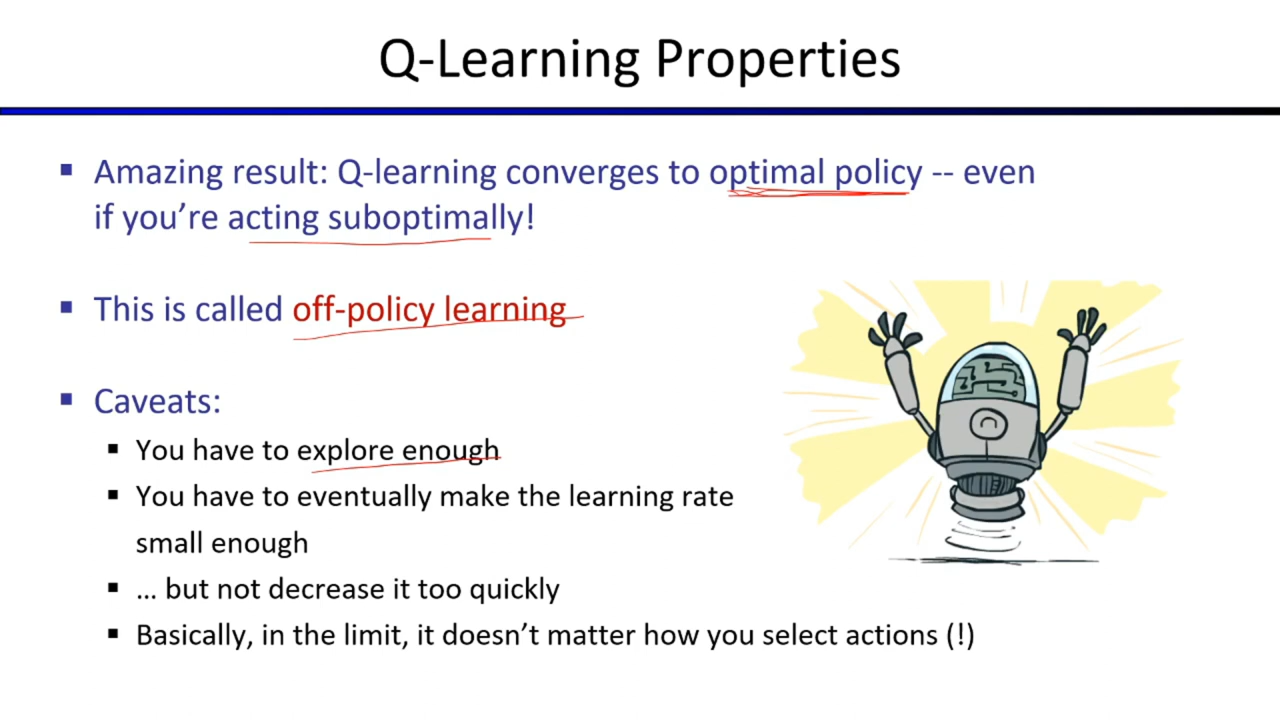 Q-Learning Properties
▪ Amazing result: Q-learning converges to optimal policy -- even
if you’re acting suboptimally!
▪ This is called off-policy learning
▪ Caveats:
▪ You have to explore enough
▪ You have to eventually make the learning rate
small enough
▪ … but not decrease it too quickly
▪ Basically, in the limit, it doesn’t matter how you select actions (!)